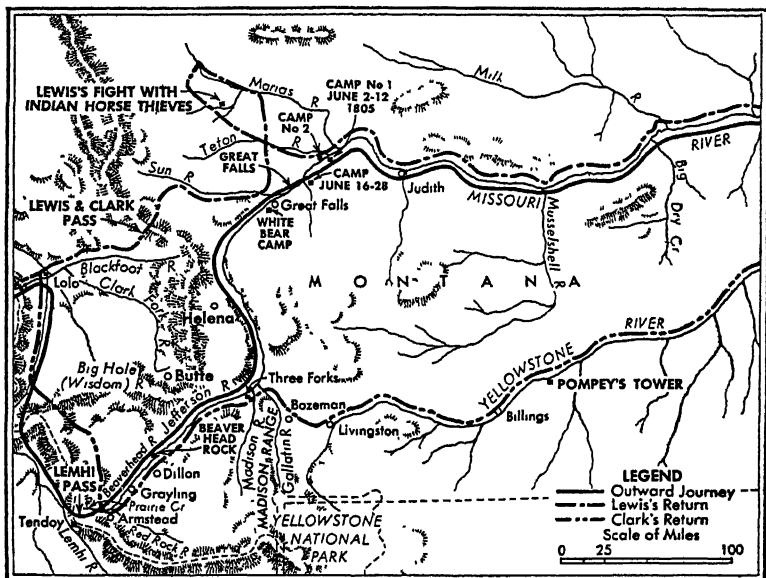 Milk
R
RIVER
Marias
R
CAMP No 1
JUNE 2-12
1805
LEWIS'S FIGHT WITH
INDIAN HORSE THIEVES
CAMP
No 2
Teton
R
GREAT
FALLS
Sun R
CAMP
JUNE 16-28
Judith
MISSOURI
Big
Dry Cr
LEWIS & CLARK
PASS
Great Falls
WHITE
BEAR
CAMP
Musselshell
R
MONTANA
Blackfoot
R
Lolo
Clark
Fork R
Helena
RIVER
Big Hole
(Wisdom) R
Butte
Jefferson R
Three Forks
YELLOWSTONE
POMPEY'S TOWER
Bozeman
Livingston
Billings
BEAVER
HEAD
ROCK
Madison R
MADISON RANGE
Gallatin R
Beaverhead R
LEMHI
PASS
Dillon
Grayling
Prairie Cr
Armstead
Tendoy
Lemhi R
Red Rock R
YELLOWSTONE
NATIONAL
PARK
LEGEND
Outward Journey
Lewis's Return
Clark's Return
Scale of Miles
0 25 100